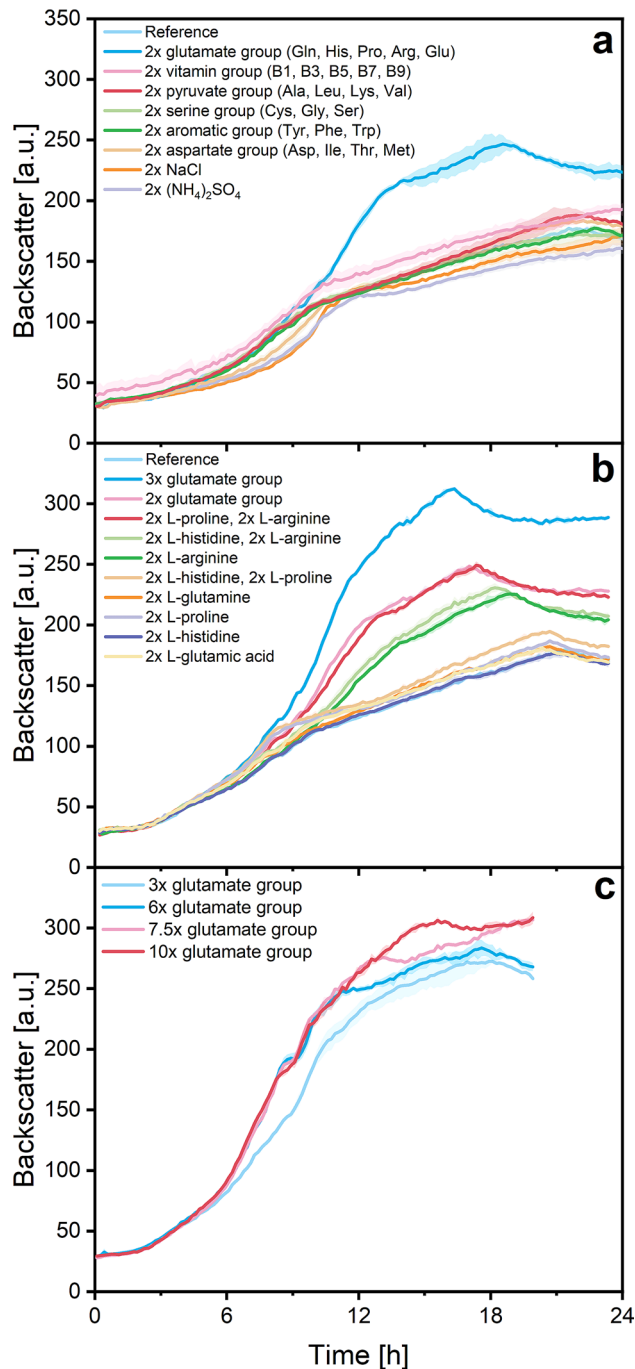 a
350
300
250
200
150
100
50
0
Backscatter [a.u.]
Reference
2x glutamate group (Gln, His, Pro, Arg, Glu)
2x vitamin group (B1, B3, B5, B7, B9)
2x pyruvate group (Ala, Leu, Lys, Val)
2x serine group (Cys, Gly, Ser)
2x aromatic group (Tyr, Phe, Trp)
2x aspartate group (Asp, Ile, Thr, Met)
2x NaCl
2x (NH₄)₂SO₄
b
300
250
200
150
100
50
0
Backscatter [a.u.]
Reference
3x glutamate group
2x glutamate group
2x L-proline, 2x L-arginine
2x L-histidine, 2x L-arginine
2x L-arginine
2x L-histidine, 2x L-proline
2x L-glutamine
2x L-proline
2x L-histidine
2x L-glutamic acid
c
300
250
200
150
100
50
0
Backscatter [a.u.]
3x glutamate group
6x glutamate group
7.5x glutamate group
10x glutamate group
0 6 12 18 24
Time [h]